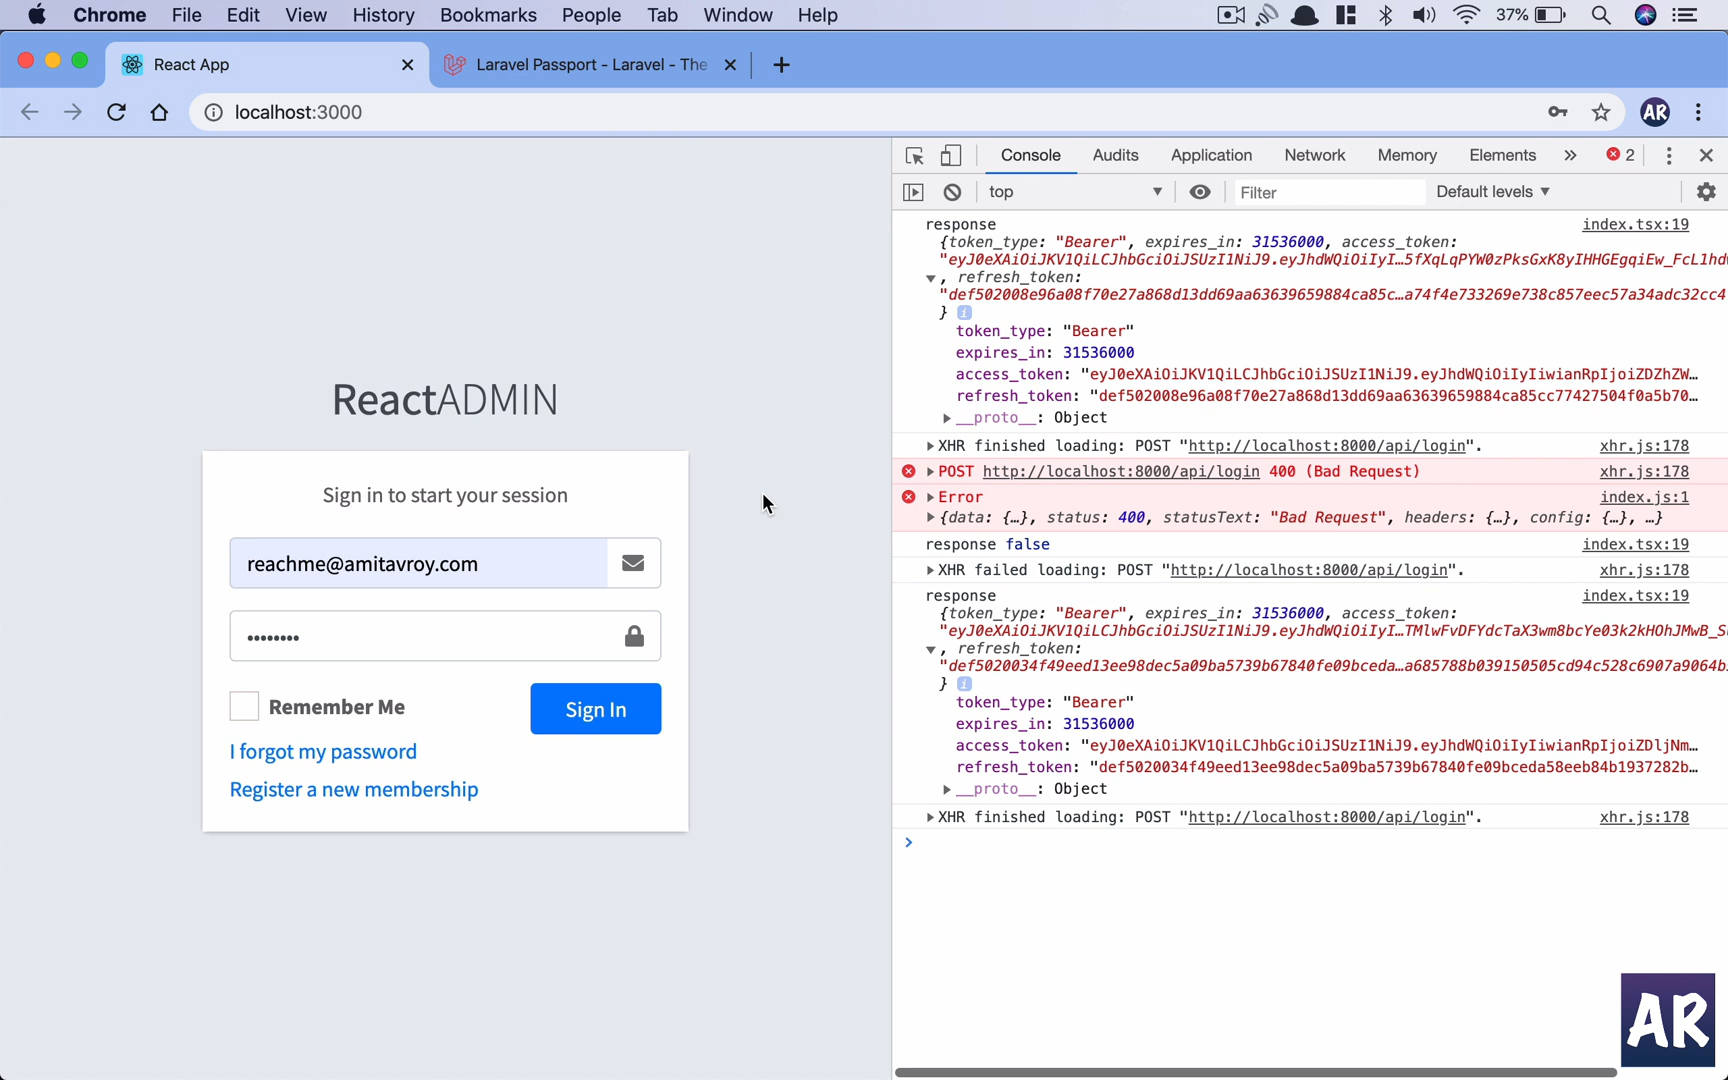 Chrome File Edit View History Bookmarks People Tab Window Help 37%
React App
Laravel Passport - Laravel - The
localhost:3000
AR
Console Audits Application Network Memory Elements 2
top Filter Default levels
ReactADMIN
Sign in to start your session
reachme@amitavroy.com
••••••••
Remember Me
Sign In
I forgot my password
Register a new membership
response index.tsx:19
{token_type: "Bearer", expires_in: 31536000, access_token:
"eyJ0eXAiOiJKV1QiLCJhbGciOiJSUzI1NiJ9.eyJhdWQiOiIyI…5fXqLqPYW0zPksGxK8yIHHGEgqiEw_FcL1hdw
, refresh_token:
"def502008e96a08f70e27a868d13dd69aa63639659884ca85c…a74f4e733269e738c857eec57a34adc32cc4
}
token_type: "Bearer"
expires_in: 31536000
access_token: "eyJ0eXAiOiJKV1QiLCJhbGciOiJSUzI1NiJ9.eyJhdWQiOiIyIiwianRpIjoiZDZhZW…
refresh_token: "def502008e96a08f70e27a868d13dd69aa63639659884ca85cc77427504f0a5b70…
__proto__: Object
XHR finished loading: POST "http://localhost:8000/api/login". xhr.js:178
POST http://localhost:8000/api/login 400 (Bad Request) xhr.js:178
Error index.js:1
{data: {…}, status: 400, statusText: "Bad Request", headers: {…}, config: {…}, …}
response false index.tsx:19
XHR failed loading: POST "http://localhost:8000/api/login". xhr.js:178
response index.tsx:19
{token_type: "Bearer", expires_in: 31536000, access_token:
"eyJ0eXAiOiJKV1QiLCJhbGciOiJSUzI1NiJ9.eyJhdWQiOiIyI…TMlwFvDFYdcTaX3wm8bcYe03k2kHOhJMwB_S
, refresh_token:
"def5020034f49eed13ee98dec5a09ba5739b67840fe09bceda…a685788b039150505cd94c528c6907a9064b
}
token_type: "Bearer"
expires_in: 31536000
access_token: "eyJ0eXAiOiJKV1QiLCJhbGciOiJSUzI1NiJ9.eyJhdWQiOiIyIiwianRpIjoiZDljNm…
refresh_token: "def5020034f49eed13ee98dec5a09ba5739b67840fe09bceda58eeb84b1937282b…
__proto__: Object
XHR finished loading: POST "http://localhost:8000/api/login". xhr.js:178
AR